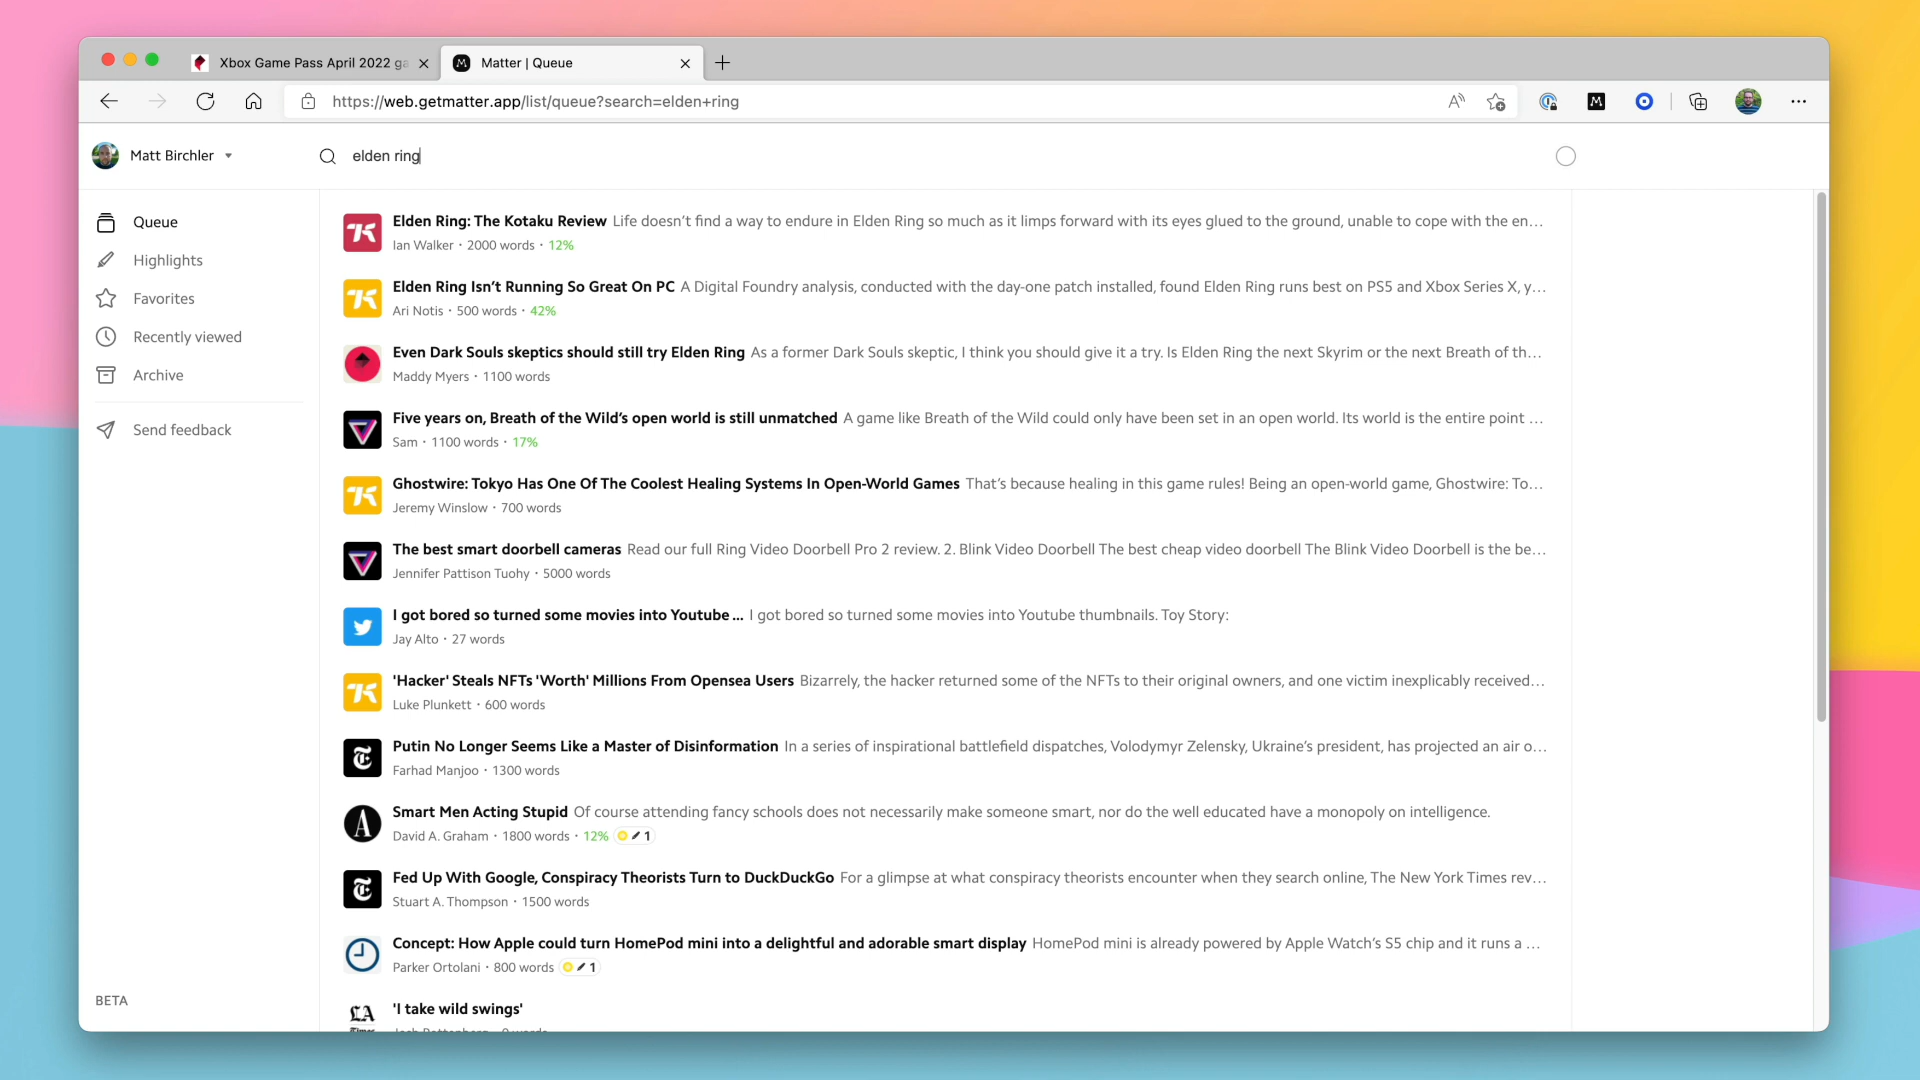 Xbox Game Pass April 2022 ga
Matter | Queue
https://web.getmatter.app/list/queue?search=elden+ring
Matt Birchler
elden ring
Queue
Highlights
Favorites
Recently viewed
Archive
Send feedback
BETA
Elden Ring: The Kotaku Review Life doesn't find a way to endure in Elden Ring so much as it limps forward with its eyes glued to the ground, unable to cope with the en…
Ian Walker · 2000 words · 12%
Elden Ring Isn't Running So Great On PC A Digital Foundry analysis, conducted with the day-one patch installed, found Elden Ring runs best on PS5 and Xbox Series X, y…
Ari Notis · 500 words · 42%
Even Dark Souls skeptics should still try Elden Ring As a former Dark Souls skeptic, I think you should give it a try. Is Elden Ring the next Skyrim or the next Breath of th…
Maddy Myers · 1100 words
Five years on, Breath of the Wild's open world is still unmatched A game like Breath of the Wild could only have been set in an open world. Its world is the entire point …
Sam · 1100 words · 17%
Ghostwire: Tokyo Has One Of The Coolest Healing Systems In Open-World Games That's because healing in this game rules! Being an open-world game, Ghostwire: To…
Jeremy Winslow · 700 words
The best smart doorbell cameras Read our full Ring Video Doorbell Pro 2 review. 2. Blink Video Doorbell The best cheap video doorbell The Blink Video Doorbell is the be…
Jennifer Pattison Tuohy · 5000 words
I got bored so turned some movies into Youtube … I got bored so turned some movies into Youtube thumbnails. Toy Story:
Jay Alto · 27 words
'Hacker' Steals NFTs 'Worth' Millions From Opensea Users Bizarrely, the hacker returned some of the NFTs to their original owners, and one victim inexplicably received…
Luke Plunkett · 600 words
Putin No Longer Seems Like a Master of Disinformation In a series of inspirational battlefield dispatches, Volodymyr Zelensky, Ukraine's president, has projected an air o…
Farhad Manjoo · 1300 words
Smart Men Acting Stupid Of course attending fancy schools does not necessarily make someone smart, nor do the well educated have a monopoly on intelligence.
David A. Graham · 1800 words · 12% 1
Fed Up With Google, Conspiracy Theorists Turn to DuckDuckGo For a glimpse at what conspiracy theorists encounter when they search online, The New York Times rev…
Stuart A. Thompson · 1500 words
Concept: How Apple could turn HomePod mini into a delightful and adorable smart display HomePod mini is already powered by Apple Watch's S5 chip and it runs a …
Parker Ortolani · 800 words 1
'I take wild swings'